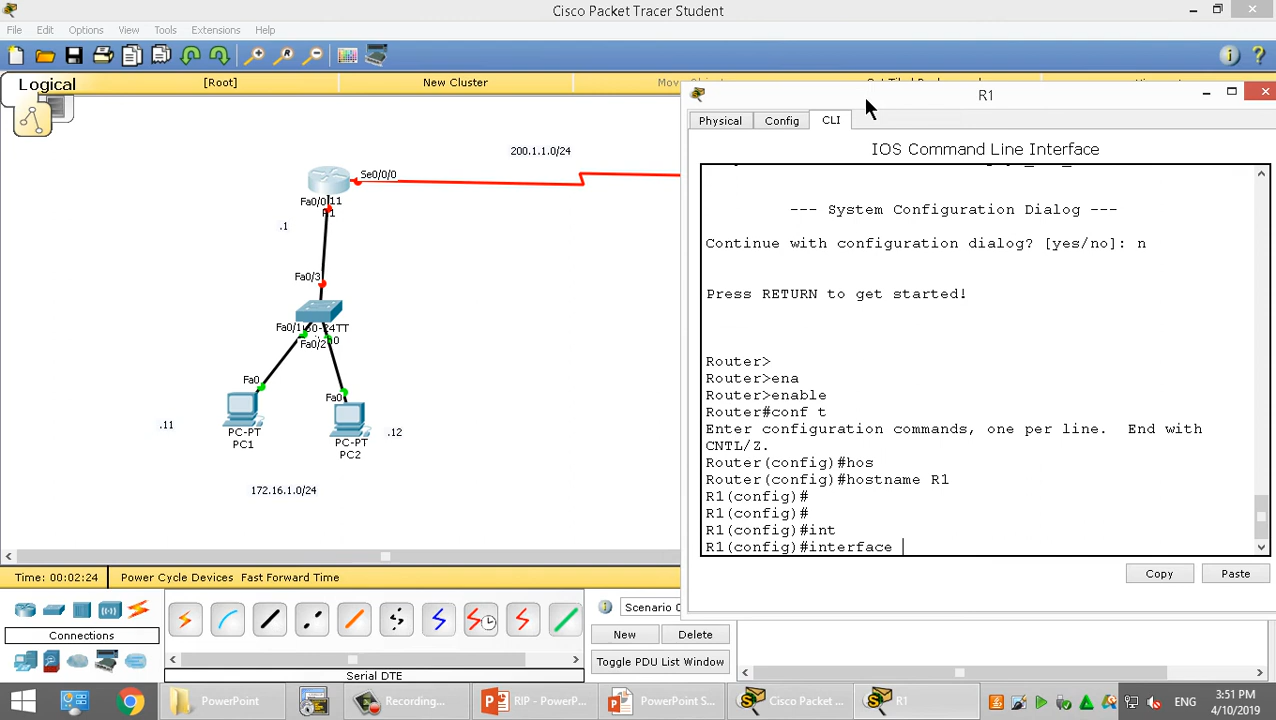 Cisco Packet Tracer Student
File Edit Options View Tools Extensions Help
Logical
[Root]
New Cluster
R1
Physical Config CLI
IOS Command Line Interface
--- System Configuration Dialog ---
Continue with configuration dialog? [yes/no]: n
Press RETURN to get started!
Router>
Router>ena
Router>enable
Router#conf t
Enter configuration commands, one per line.  End with
CNTL/Z.
Router(config)#hos
Router(config)#hostname R1
R1(config)#
R1(config)#
R1(config)#int
R1(config)#interface
Copy Paste
200.1.1.0/24
Se0/0/0
R1
.1
Fa0/3
Fa0/1
Fa0/2
Fa0
Fa0
.11
PC-PT
PC1
PC-PT
PC2
.12
172.16.1.0/24
Time: 00:02:24 Power Cycle Devices Fast Forward Time
Connections
Serial DTE
Scenario 0
New Delete
Toggle PDU List Window
PowerPoint
Recording...
RIP - PowerP...
PowerPoint S...
Cisco Packet ...
R1
ENG
3:51 PM
4/10/2019